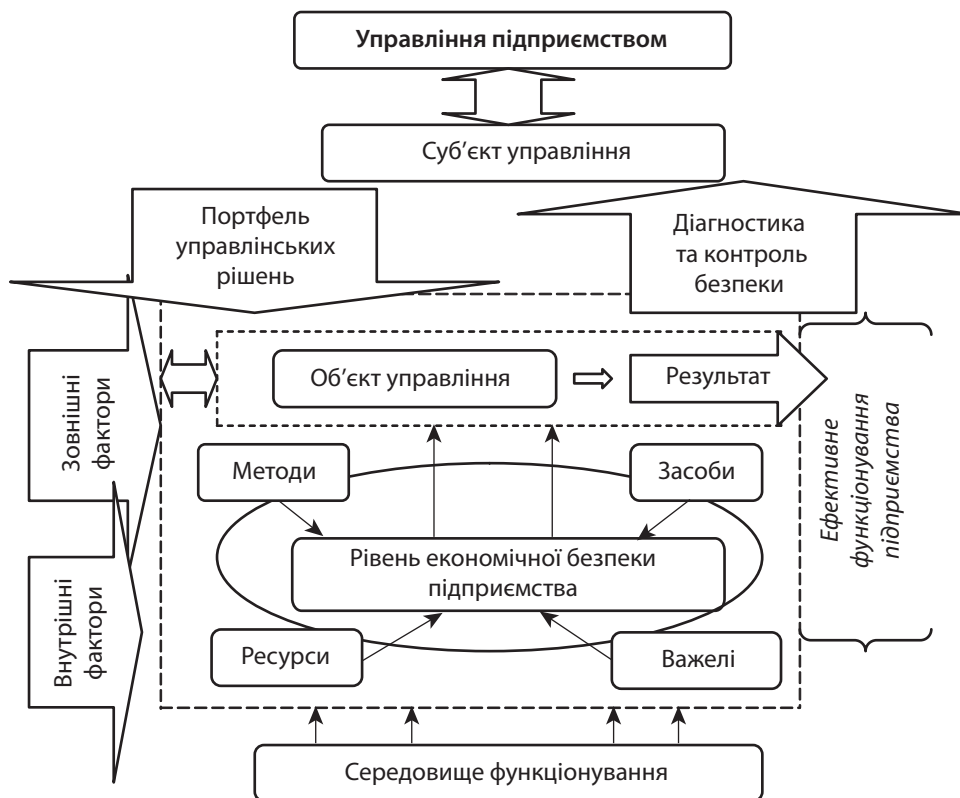 Управління підприємством
Суб’єкт управління
Портфель
управлінських
рішень
Діагностика
та контроль
безпеки
Зовнішні
фактори
Об’єкт управління
Результат
Ефективне
функціонування
підприємства
Методи
Засоби
Рівень економічної безпеки
підприємства
Внутрішні
фактори
Ресурси
Важелі
Середовище функціонування